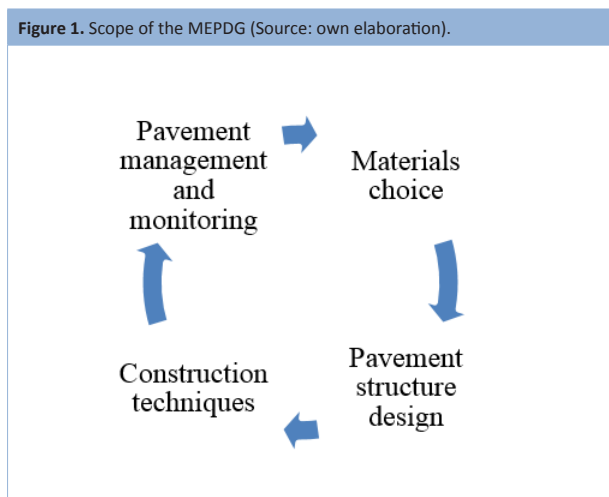 Figure 1. Scope of the MEPDG (Source: own elaboration).
Pavement
management
and
monitoring
Materials
choice
Pavement
structure
design
Construction
techniques